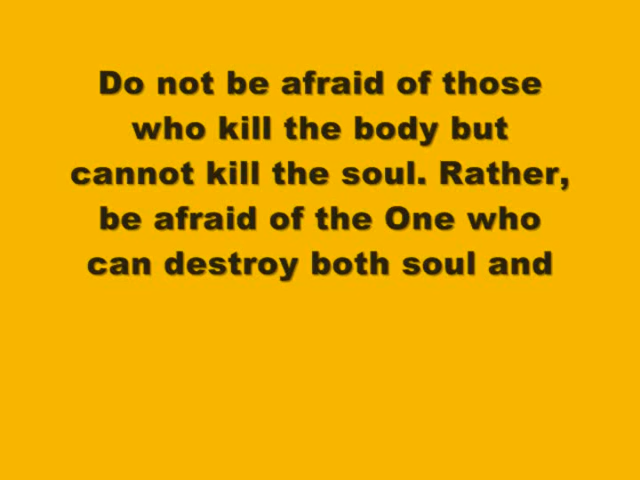 Do not be afraid of those
who kill the body but
cannot kill the soul. Rather,
be afraid of the One who
can destroy both soul and